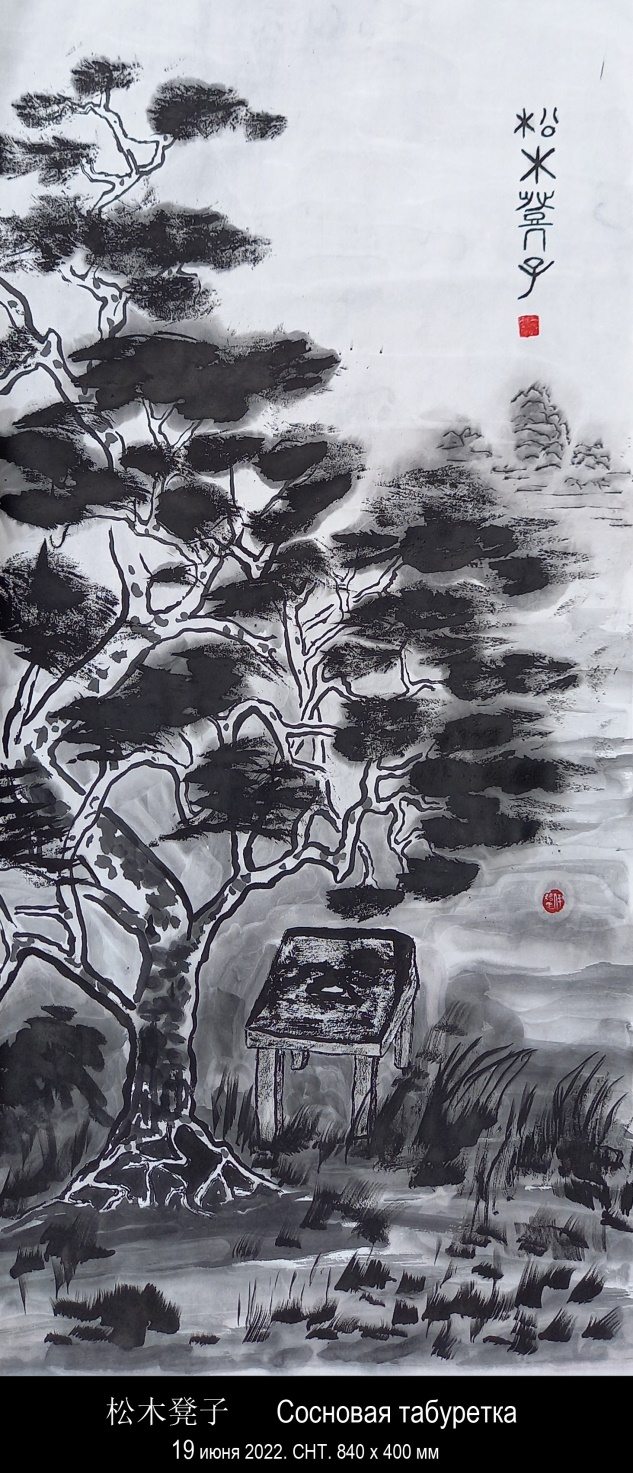 松木凳子
松木凳子 Сосновая табуретка
19 июня 2022. СНТ. 840 x 400 мм